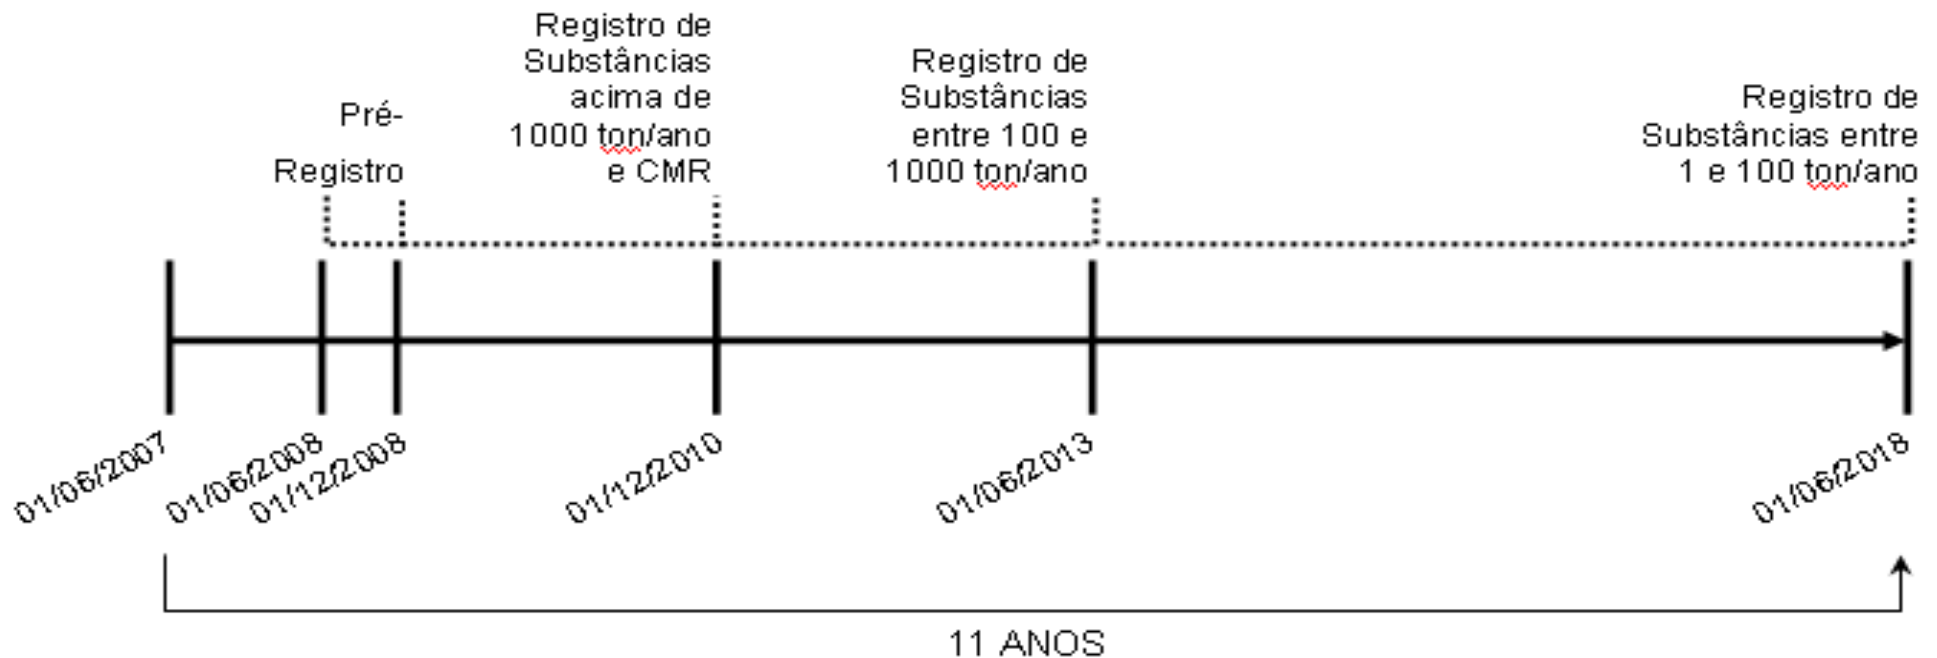 Pré-
Registro
Registro de
Substâncias
acima de
1000 ton/ano
e CMR
Registro de
Substâncias
entre 100 e
1000 ton/ano
Registro de
Substâncias entre
1 e 100 ton/ano
01/06/2007
01/06/2008
01/12/2008
01/12/2010
01/06/2013
01/06/2018
11 ANOS